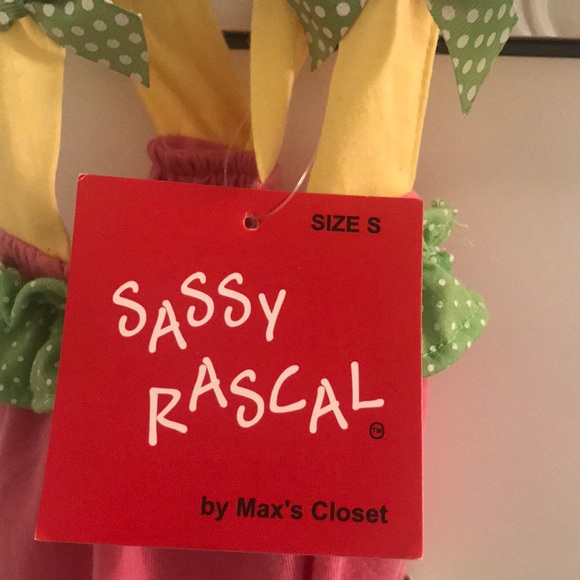 SIZE S
SASSY
RASCAL
TM
by Max's Closet